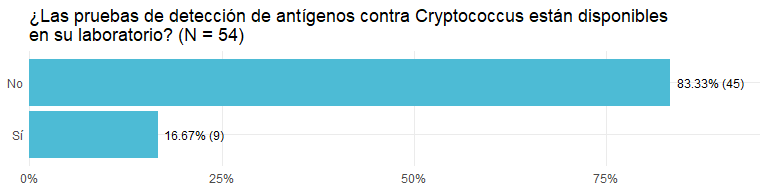 ¿Las pruebas de detección de antígenos contra Cryptococcus están disponibles
en su laboratorio? (N = 54)
No
83.33% (45)
Sí
16.67% (9)
0%
25%
50%
75%